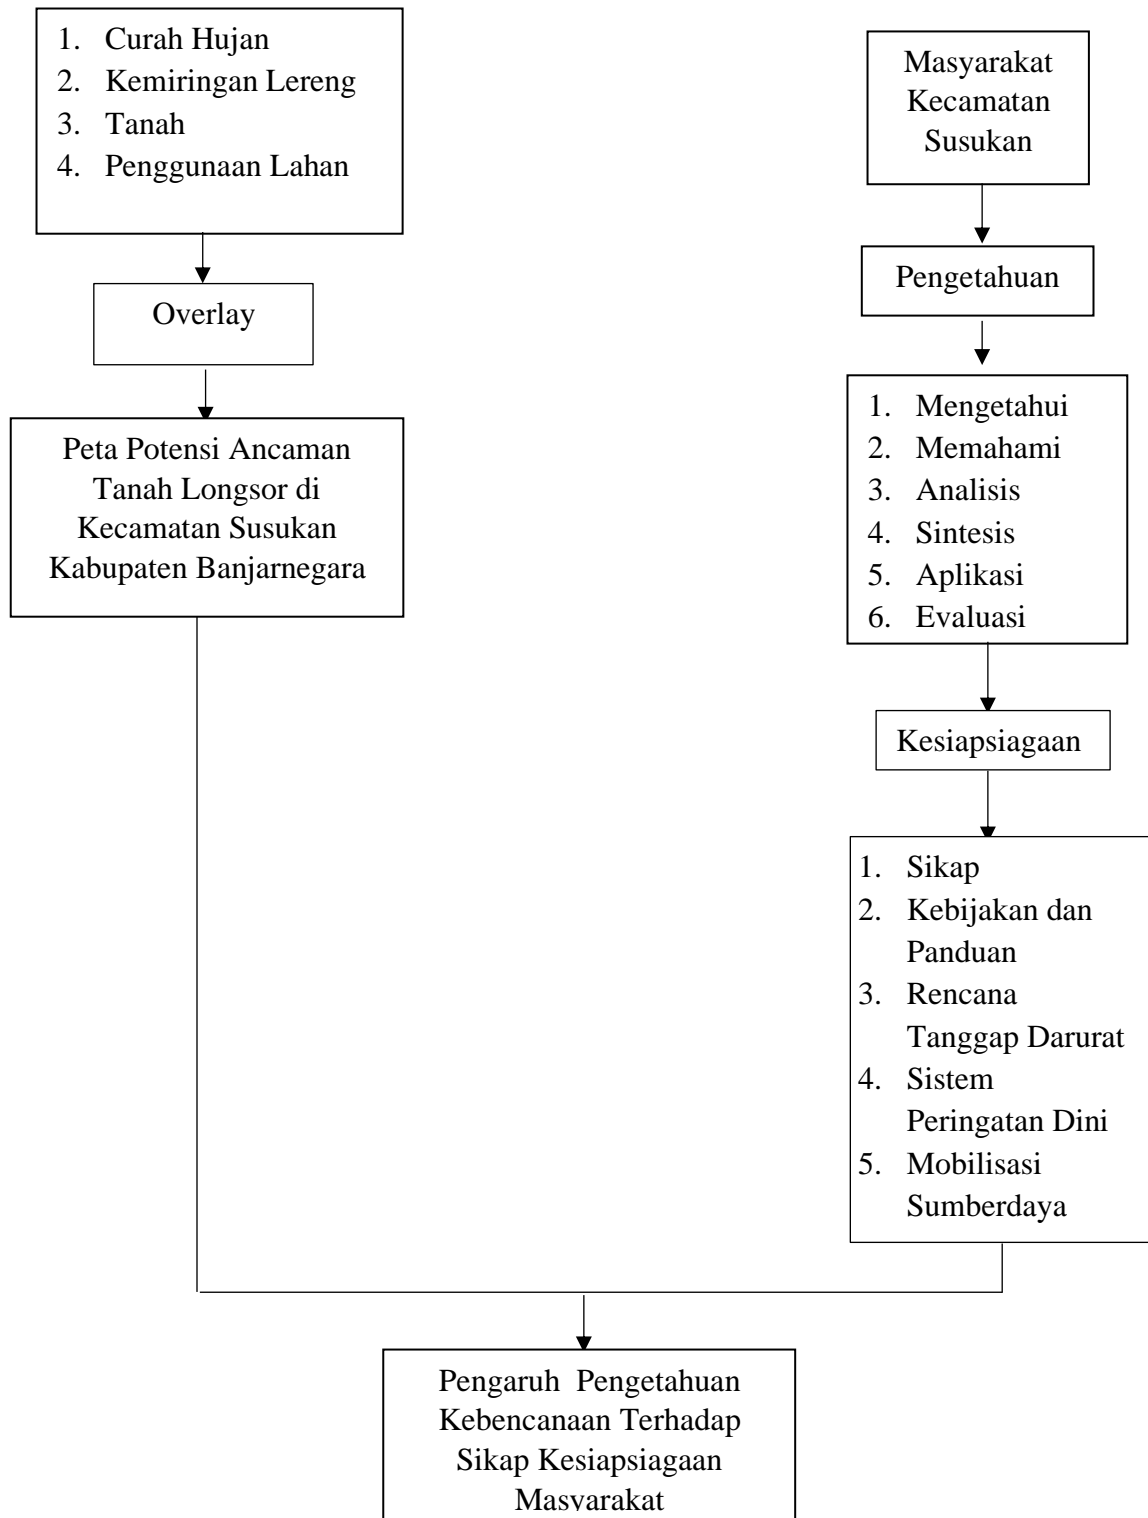 1. Curah Hujan
2. Kemiringan Lereng
3. Tanah
4. Penggunaan Lahan
Overlay
Peta Potensi Ancaman
Tanah Longsor di
Kecamatan Susukan
Kabupaten Banjarnegara
Masyarakat
Kecamatan
Susukan
Pengetahuan
1. Mengetahui
2. Memahami
3. Analisis
4. Sintesis
5. Aplikasi
6. Evaluasi
Kesiapsiagaan
1. Sikap
2. Kebijakan dan
Panduan
3. Rencana
Tanggap Darurat
4. Sistem
Peringatan Dini
5. Mobilisasi
Sumberdaya
Pengaruh Pengetahuan
Kebencanaan Terhadap
Sikap Kesiapsiagaan
Masyarakat